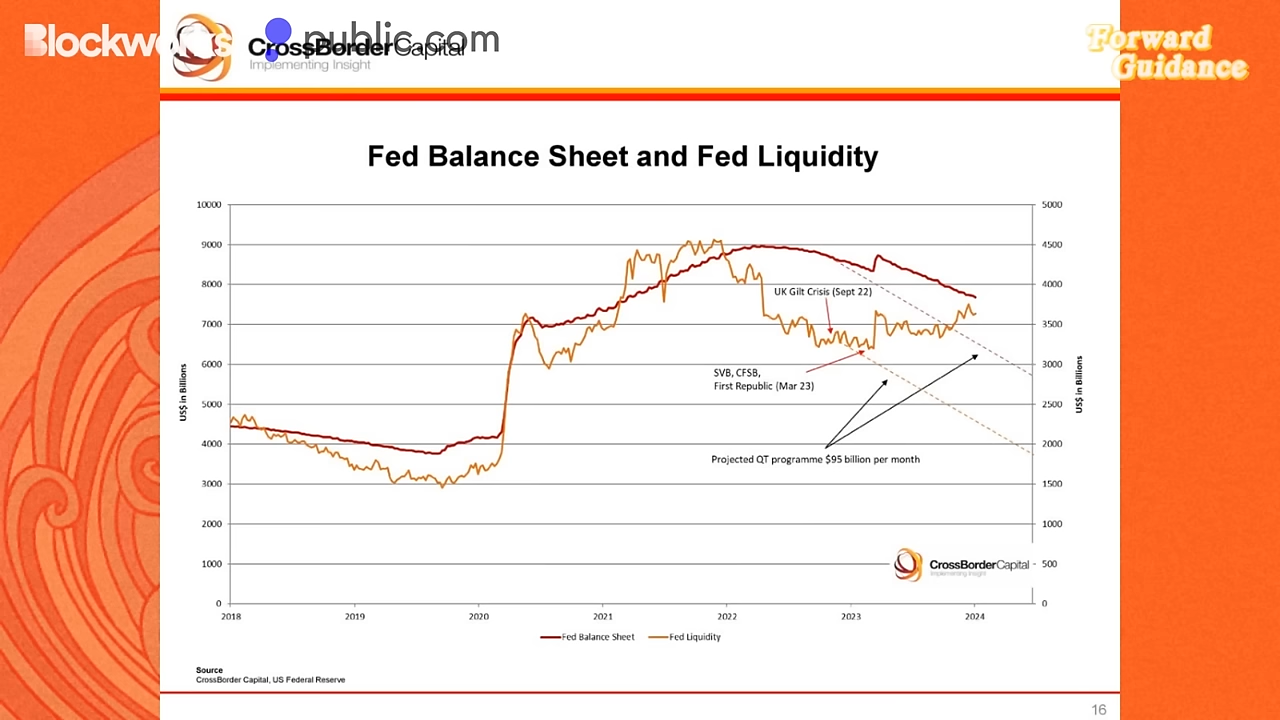 Blockworks
public.com
CrossBorderCapital
Implementing Insight
Forward
Guidance
Fed Balance Sheet and Fed Liquidity
10000
9000
8000
7000
6000
5000
4000
3000
2000
1000
0
US$ in Billions
5000
4500
4000
3500
3000
2500
2000
1500
1000
500
0
US$ in Billions
UK Gilt Crisis (Sept 22)
SVB, CFSB,
First Republic (Mar 23)
Projected QT programme $95 billion per month
CrossBorderCapital
Implementing Insight
2018 2019 2020 2021 2022 2023 2024
Fed Balance Sheet Fed Liquidity
Source
CrossBorder Capital, US Federal Reserve
16